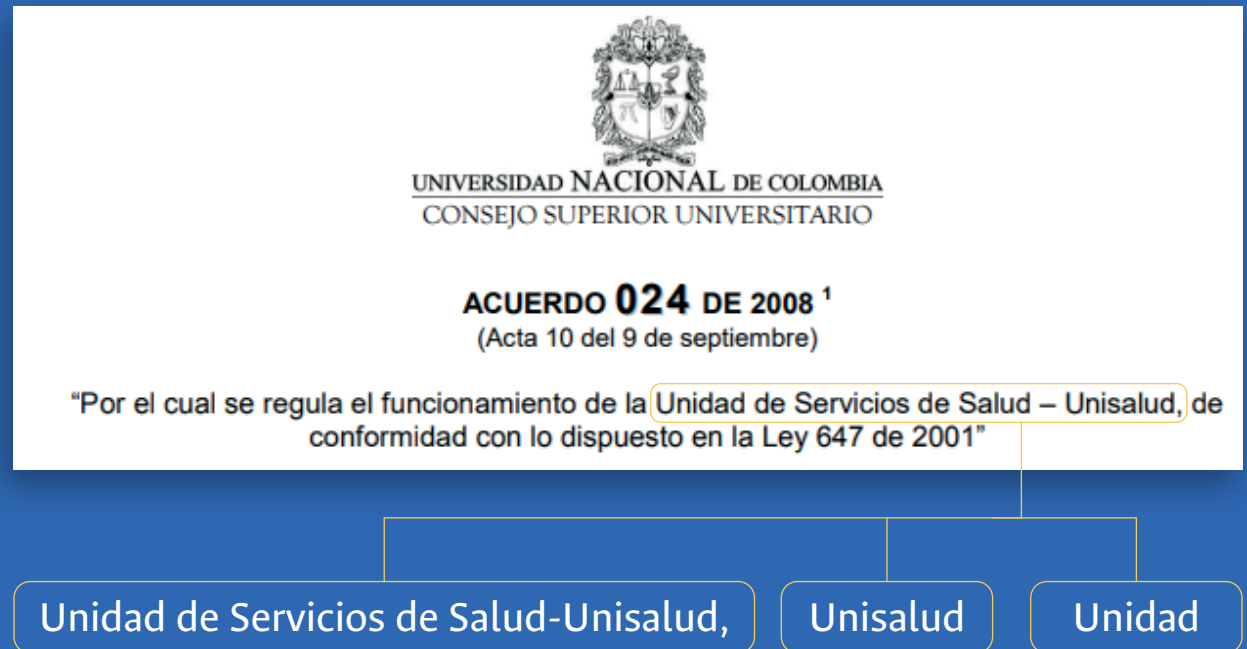 UNIVERSIDAD NACIONAL DE COLOMBIA
CONSEJO SUPERIOR UNIVERSITARIO
ACUERDO 024 DE 2008 ¹
(Acta 10 del 9 de septiembre)
“Por el cual se regula el funcionamiento de la Unidad de Servicios de Salud – Unisalud, de
conformidad con lo dispuesto en la Ley 647 de 2001”
Unidad de Servicios de Salud-Unisalud,
Unisalud
Unidad